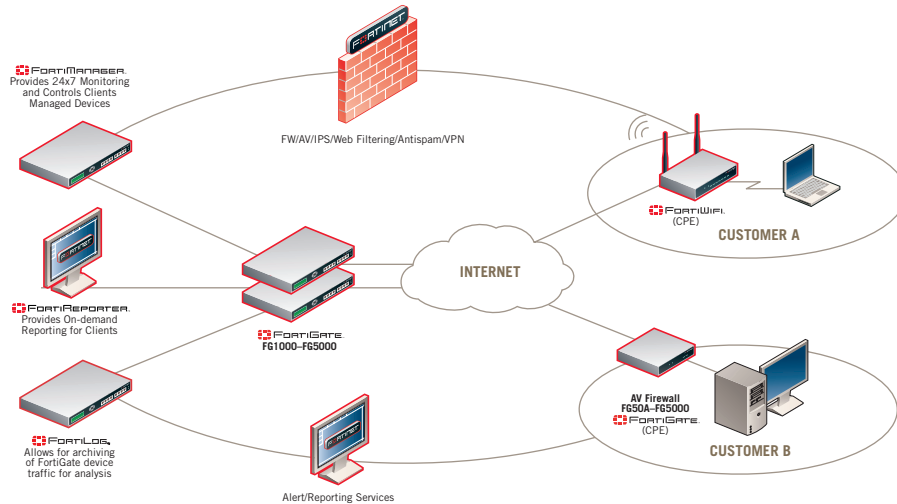 FORTINET
FORTIMANAGER
Provides 24x7 Monitoring
and Controls Clients
Managed Devices
FW/AV/IPS/Web Filtering/Antispam/VPN
FORTIWIFI
(CPE)
CUSTOMER A
FORTINET
FORTIREPORTER
Provides On-demand
Reporting for Clients
FORTIGATE
FG1000–FG5000
INTERNET
AV Firewall
FG50A–FG5000
FORTIGATE
(CPE)
CUSTOMER B
FORTILOG
Allows for archiving
of FortiGate device
traffic for analysis
FORTINET
Alert/Reporting Services